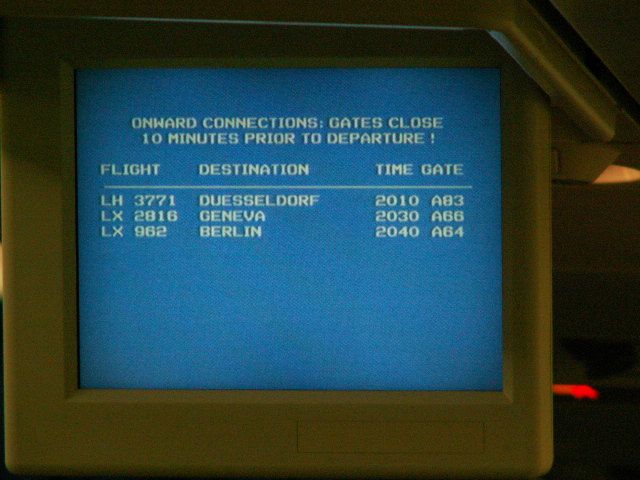 ONWARD CONNECTIONS: GATES CLOSE
10 MINUTES PRIOR TO DEPARTURE !
FLIGHT DESTINATION TIME GATE
LH 3771 DUESSELDORF 2010 A83
LX 2816 GENEVA 2030 A66
LX 962 BERLIN 2040 A64